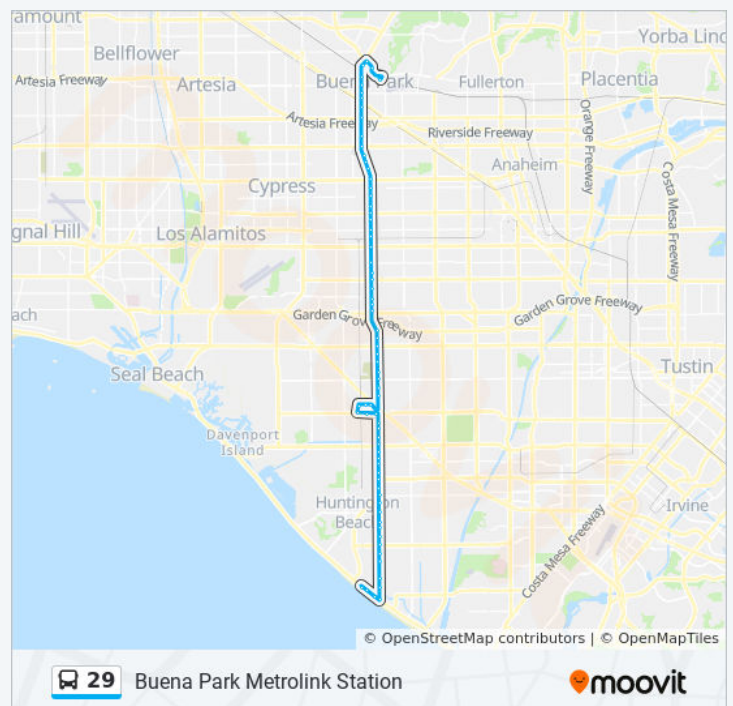 aramount
Yorba Linc
Bellflower
Artesia Freeway
Artesia
Buena Park
Fullerton
Placentia
Artesia Freeway
Riverside Freeway
Orange Freeway
Anaheim
Costa Mesa Freeway
Cypress
gnal Hill
Los Alamitos
ach
Garden Grove Freeway
Garden Grove Freeway
Seal Beach
Tustin
Davenport
Island
Huntington
Beach
Irvine
Costa Mesa Freeway
© OpenStreetMap contributors | © OpenMapTiles
29 Buena Park Metrolink Station
moovit